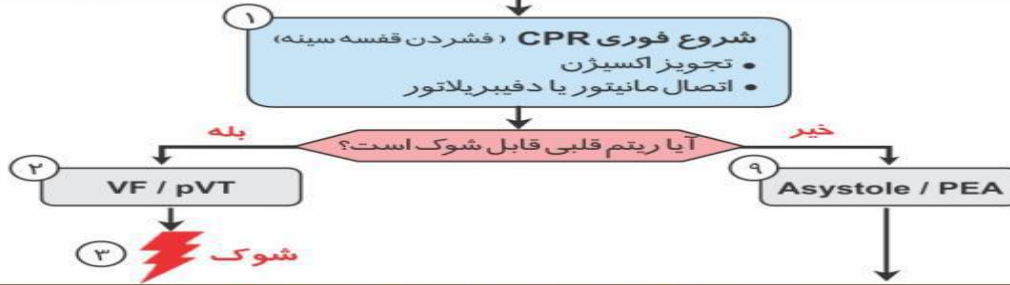 ۱
شروع فوری CPR (فشردن قفسه سینه)
• تجویز اکسیژن
• اتصال مانیتور یا دفیبریلاتور
آیا ریتم قلبی قابل شوک است؟
خیر
بله
۹
Asystole / PEA
۲
VF / pVT
۳
شوک